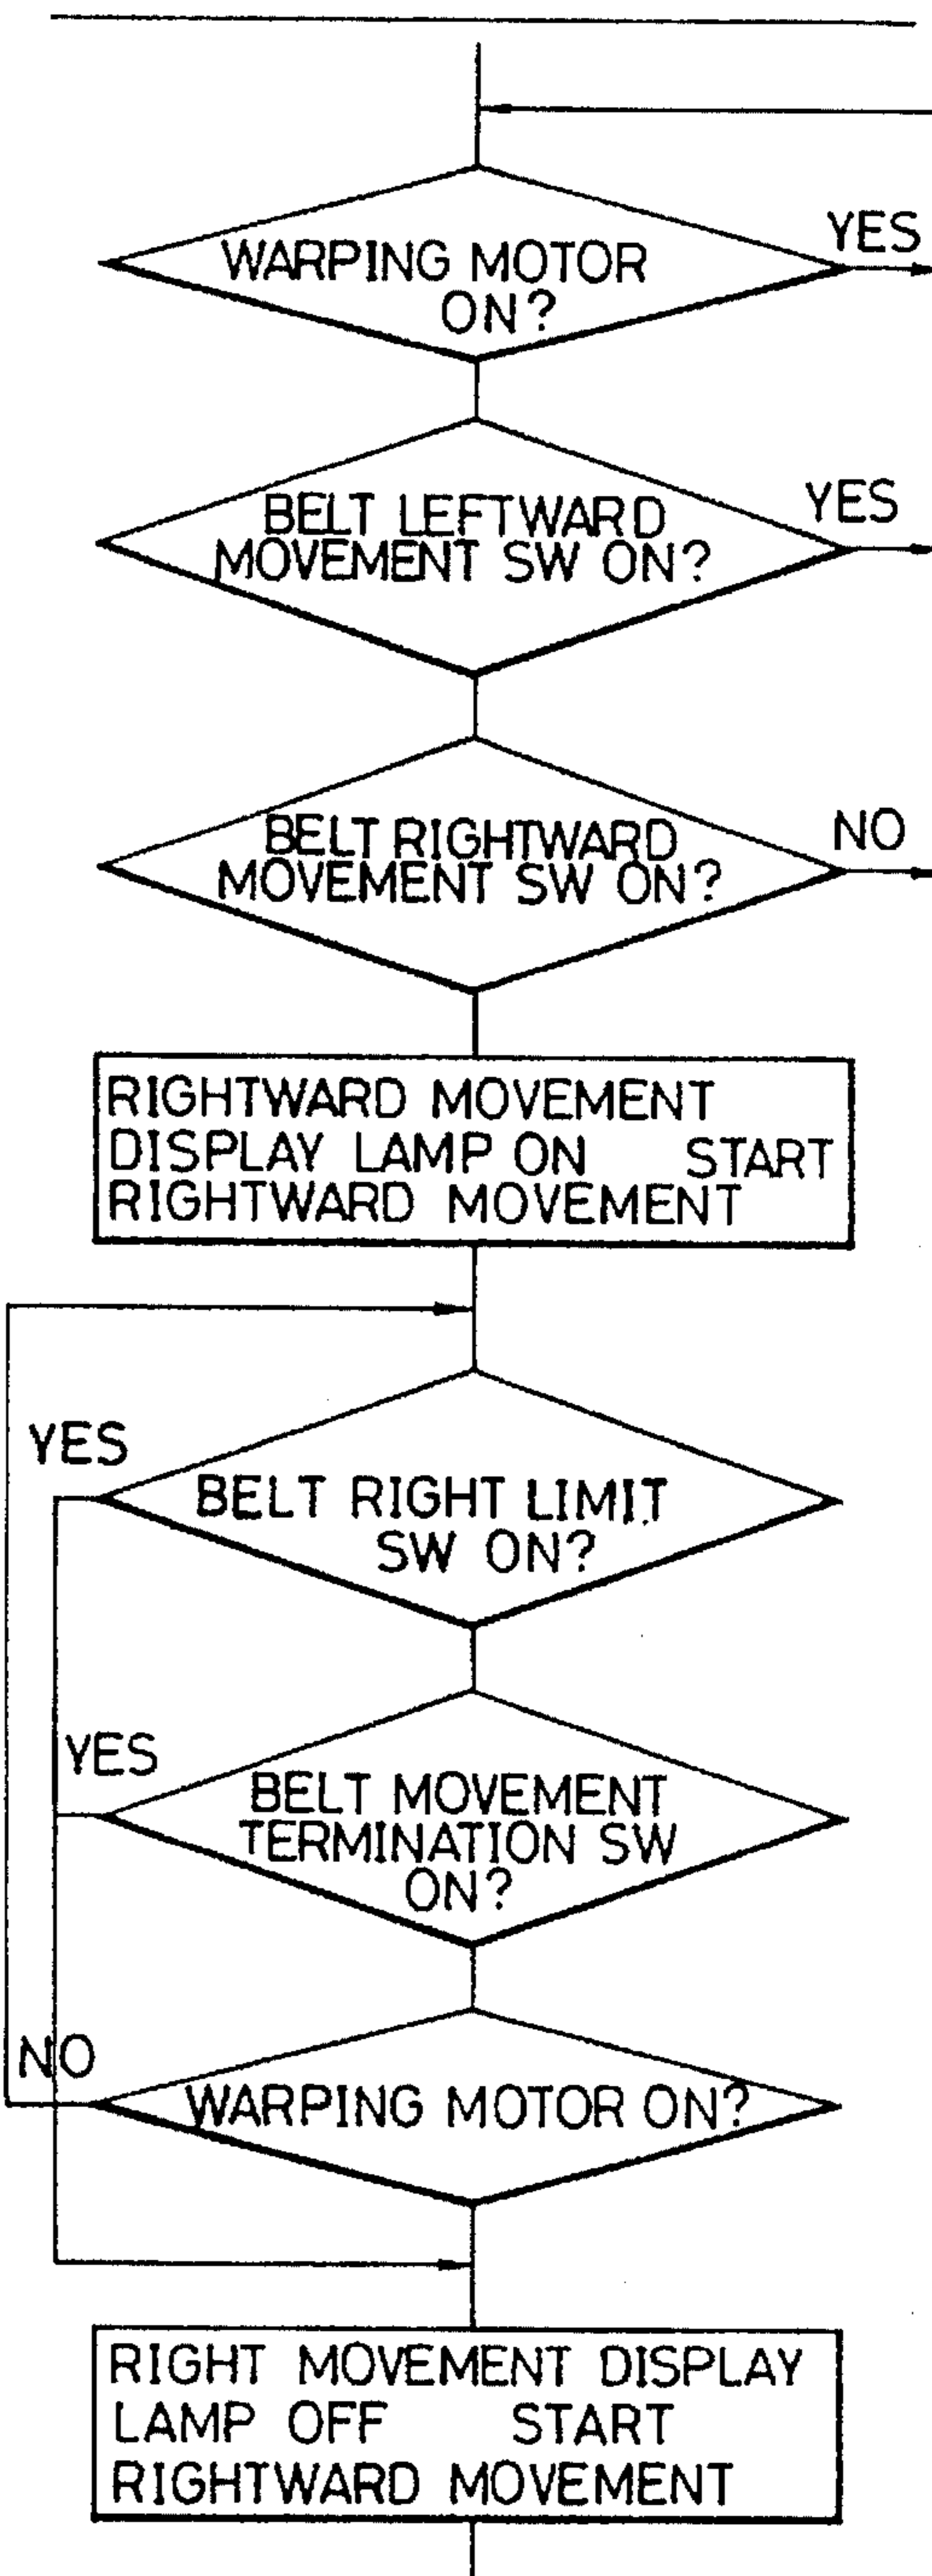 YES
WARPING MOTOR
ON?
YES
BELT LEFTWARD
MOVEMENT SW ON?
NO
BELT RIGHTWARD
MOVEMENT SW ON?
RIGHTWARD MOVEMENT
DISPLAY LAMP ON START
RIGHTWARD MOVEMENT
YES
BELT RIGHT LIMIT
SW ON?
YES
BELT MOVEMENT
TERMINATION SW
ON?
NO
WARPING MOTOR ON?
RIGHT MOVEMENT DISPLAY
LAMP OFF START
RIGHTWARD MOVEMENT